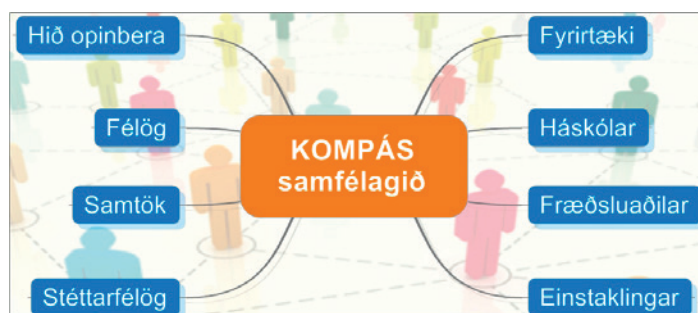 Hið opinbera
Félög
Samtök
Stéttarfélög
KOMPÁS
samfélagið
Fyrirtæki
Háskólar
Fræðsluaðilar
Einstaklingar